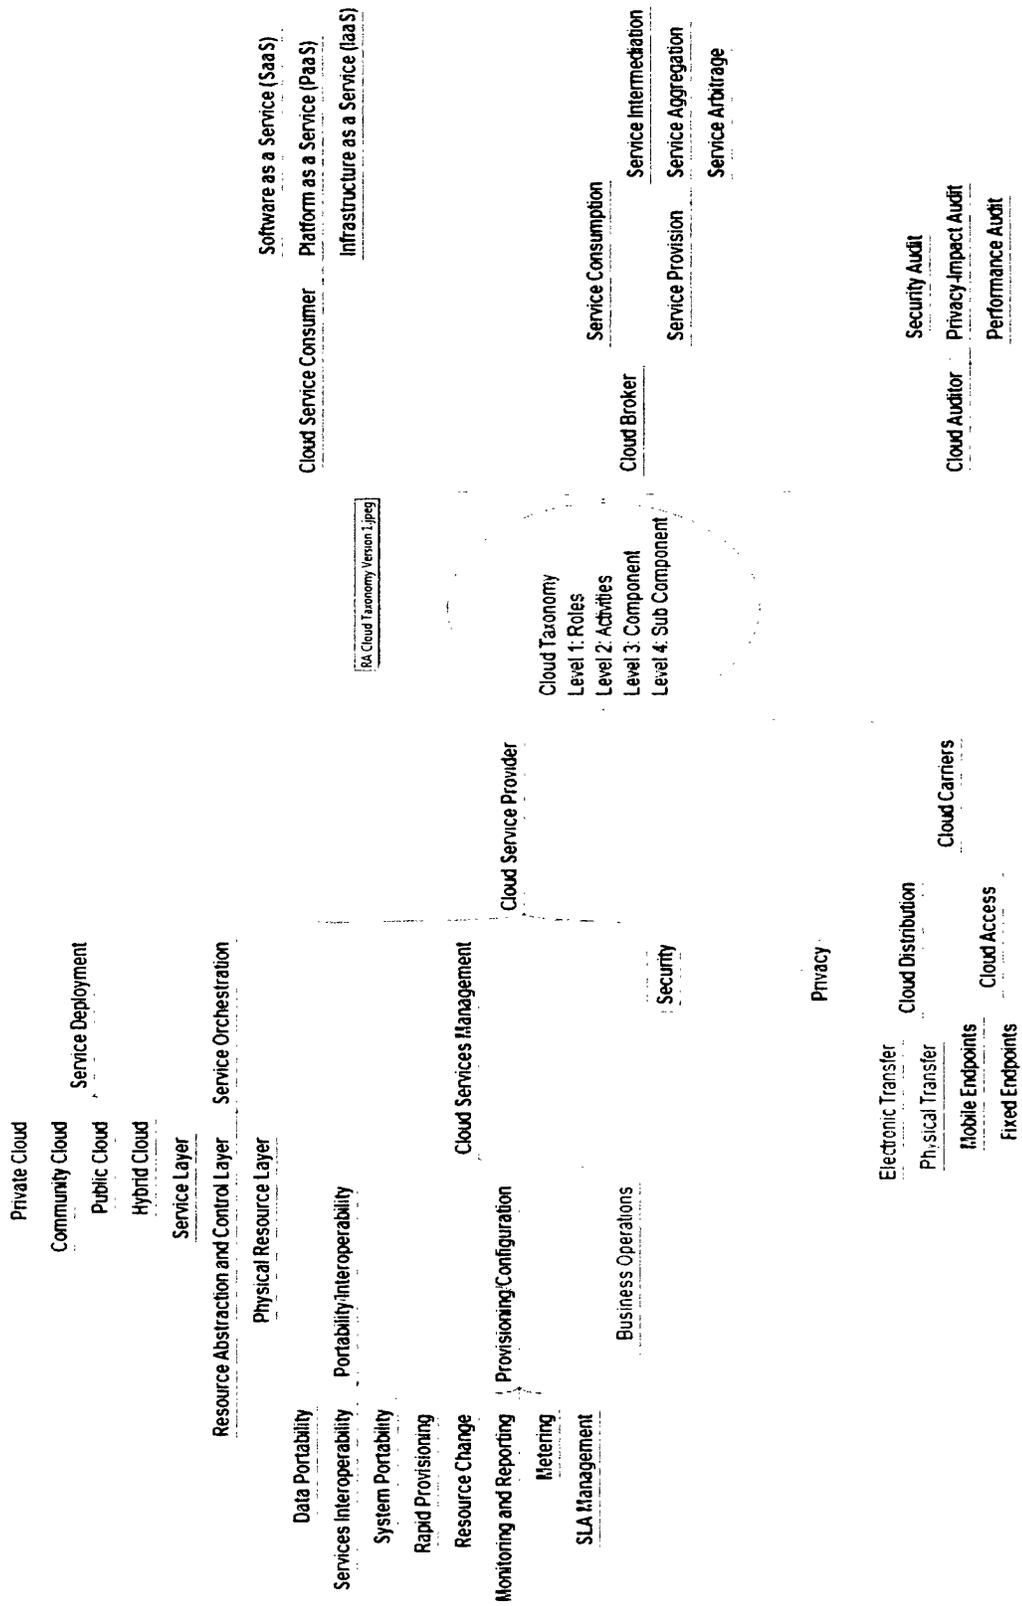 Private Cloud
Community Cloud
Public Cloud
Hybrid Cloud
Service Deployment
Service Layer
Resource Abstraction and Control Layer
Physical Resource Layer
Service Orchestration
Data Portability
Services Interoperability
System Portability
Portability/Interoperability
Rapid Provisioning
Resource Change
Monitoring and Reporting
Metering
SLA Management
Provisioning/Configuration
Business Operations
Cloud Services Management
Security
Privacy
Cloud Service Provider
Electronic Transfer
Physical Transfer
Cloud Distribution
Mobile Endpoints
Fixed Endpoints
Cloud Access
Cloud Carriers
RA Cloud Taxonomy Version 1.jpeg
Cloud Taxonomy
Level 1: Roles
Level 2: Activities
Level 3: Component
Level 4: Sub Component
Cloud Service Consumer
Software as a Service (SaaS)
Platform as a Service (PaaS)
Infrastructure as a Service (IaaS)
Cloud Broker
Service Consumption
Service Provision
Service Intermediation
Service Aggregation
Service Arbitrage
Cloud Auditor
Security Audit
Privacy-Impact Audit
Performance Audit